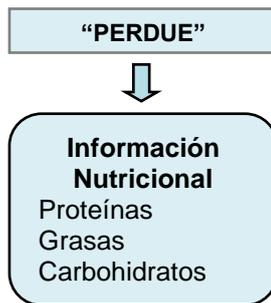 “PERDUE”
Información
Nutricional
Proteínas
Grasas
Carbohidratos